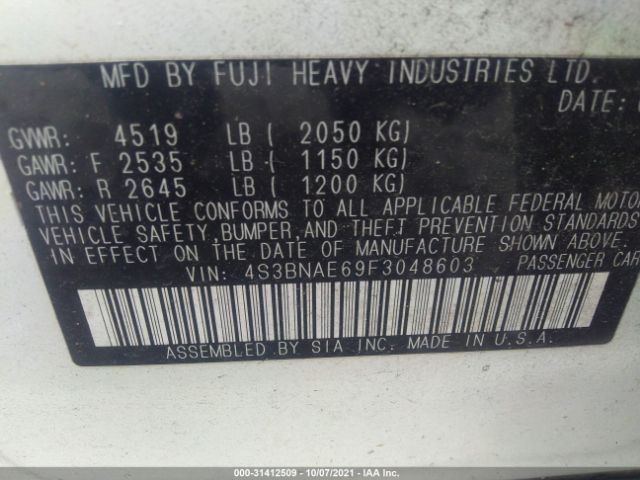 MFD BY FUJI HEAVY INDUSTRIES LTD.
DATE:
GVWR: 4519 LB ( 2050 KG)
GAWR: F 2535 LB ( 1150 KG)
GAWR: R 2645 LB ( 1200 KG)
THIS VEHICLE CONFORMS TO ALL APPLICABLE FEDERAL MOTOR
VEHICLE SAFETY, BUMPER, AND THEFT PREVENTION STANDARDS
IN EFFECT ON THE DATE OF MANUFACTURE SHOWN ABOVE.
VIN: 4S3BNAE69F3048603 PASSENGER CAR
ASSEMBLED BY SIA INC. MADE IN U.S.A.
000-31412509 - 10/07/2021 - IAA Inc.